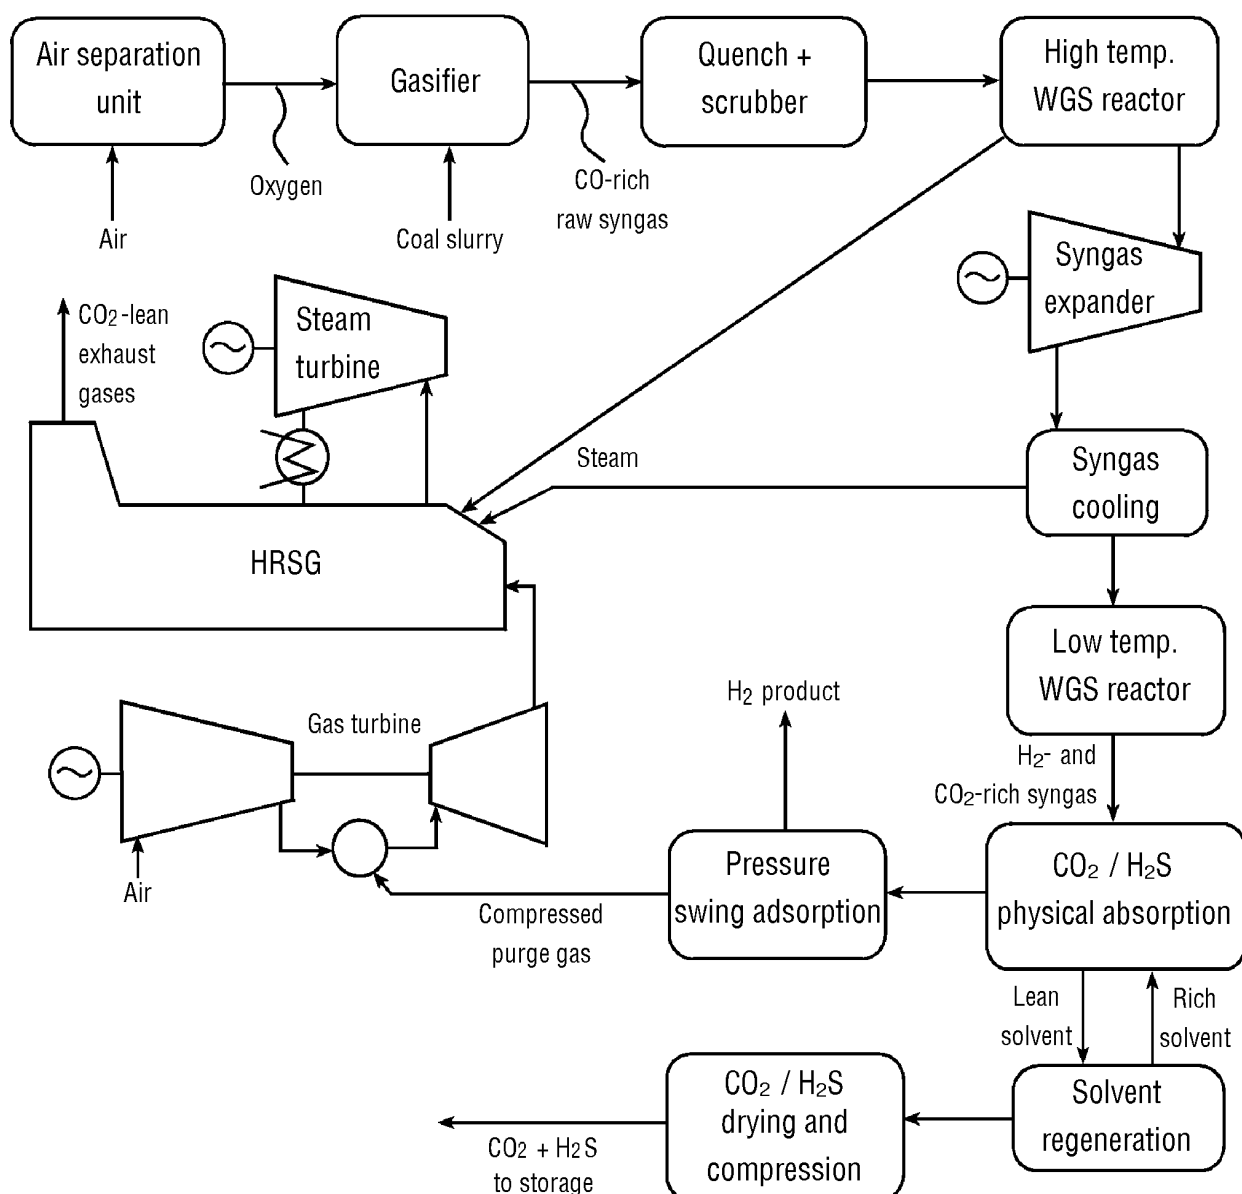 Air separation
unit
Gasifier
Quench +
scrubber
High temp.
WGS reactor
Oxygen
CO-rich
raw syngas
Air
Coal slurry
Syngas
expander
CO2-lean
exhaust
gases
Steam
turbine
Steam
Syngas
cooling
HRSG
Low temp.
WGS reactor
H2 product
Gas turbine
H2- and
CO2-rich syngas
Air
Pressure
swing adsorption
CO2 / H2S
physical absorption
Compressed
purge gas
Lean
solvent
Rich
solvent
CO2 / H2S
drying and
compression
Solvent
regeneration
CO2 + H2S
to storage